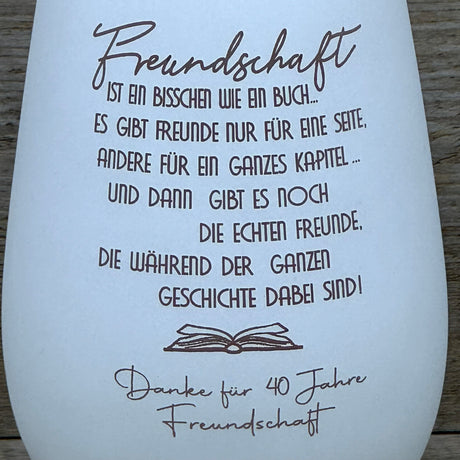 Freundschaft
IST EIN BISSCHEN WIE EIN BUCH...
ES GIBT FREUNDE NUR FÜR EINE SEITE,
ANDERE FÜR EIN GANZES KAPITEL...
UND DANN GIBT ES NOCH
DIE ECHTEN FREUNDE,
DIE WÄHREND DER GANZEN
GESCHICHTE DABEI SIND!
Danke für 40 Jahre
Freundschaft